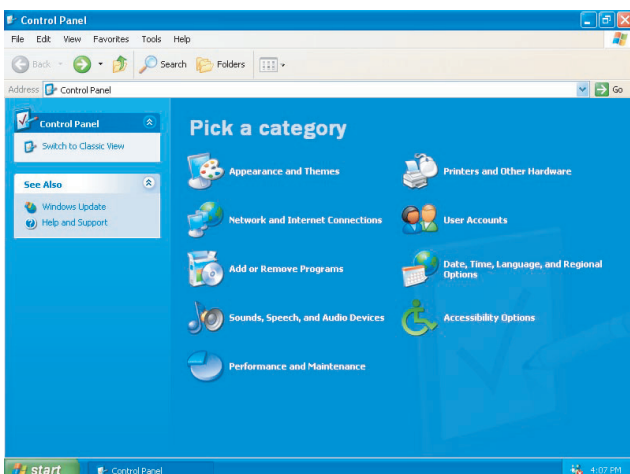 Control Panel
File Edit View Favorites Tools Help
Back Search Folders
Address Control Panel Go
Control Panel
Switch to Classic View
See Also
Windows Update
Help and Support
Pick a category
Appearance and Themes
Printers and Other Hardware
Network and Internet Connections
User Accounts
Add or Remove Programs
Date, Time, Language, and Regional
Options
Sounds, Speech, and Audio Devices
Accessibility Options
Performance and Maintenance
start Control Panel 4:07 PM